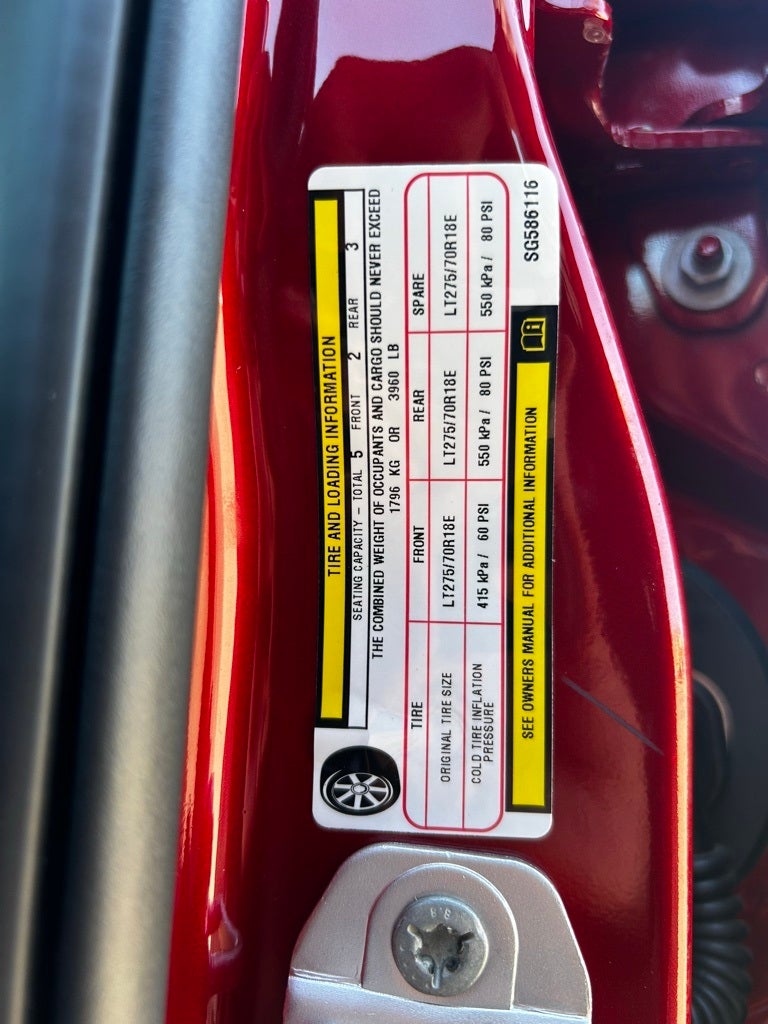 TIRE AND LOADING INFORMATION
SEATING CAPACITY - TOTAL 5 FRONT 2 REAR 3
THE COMBINED WEIGHT OF OCCUPANTS AND CARGO SHOULD NEVER EXCEED
1796 KG OR 3960 LB
TIRE FRONT REAR SPARE
ORIGINAL TIRE SIZE LT275/70R18E LT275/70R18E LT275/70R18E
COLD TIRE INFLATION
PRESSURE 415 kPa / 60 PSI 550 kPa / 80 PSI 550 kPa / 80 PSI
SEE OWNERS MANUAL FOR ADDITIONAL INFORMATION
SG586116